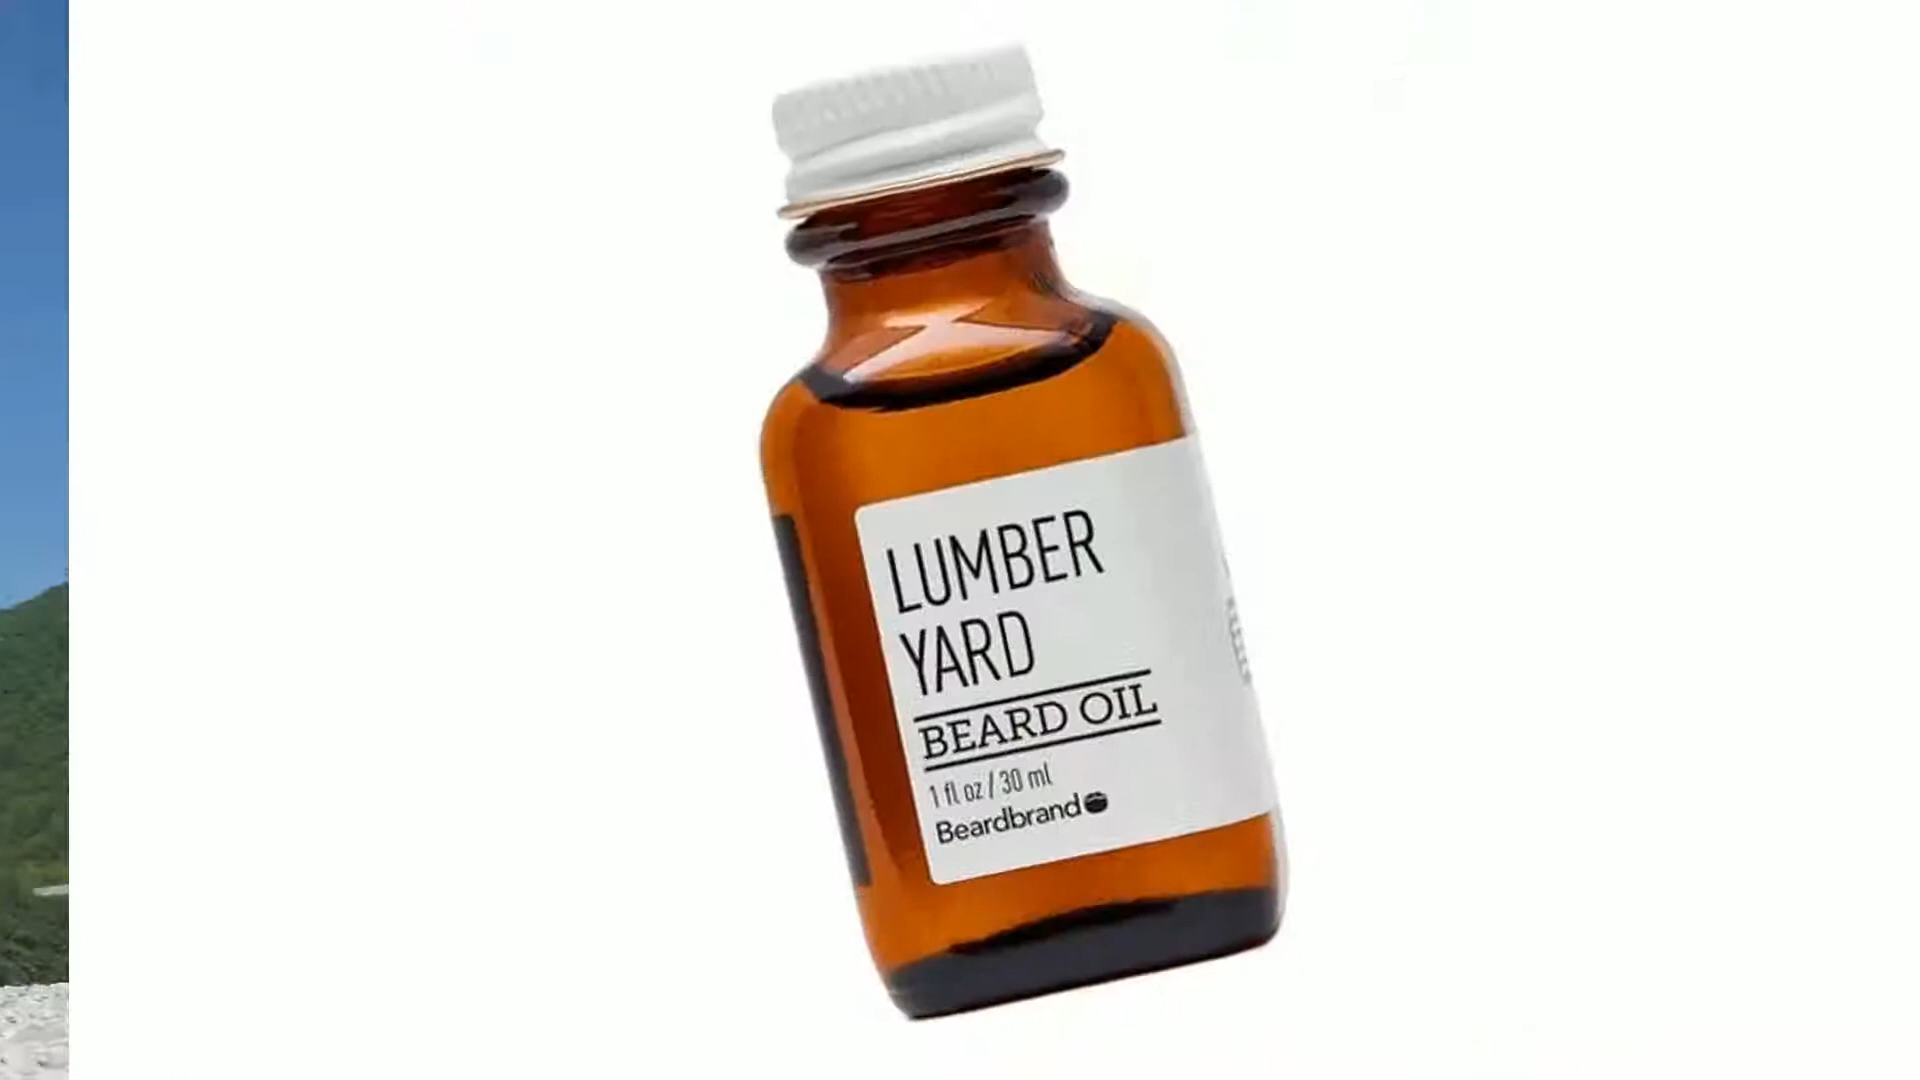 LUMBER
YARD
BEARD OIL
1 fl oz / 30 ml
Beardbrand